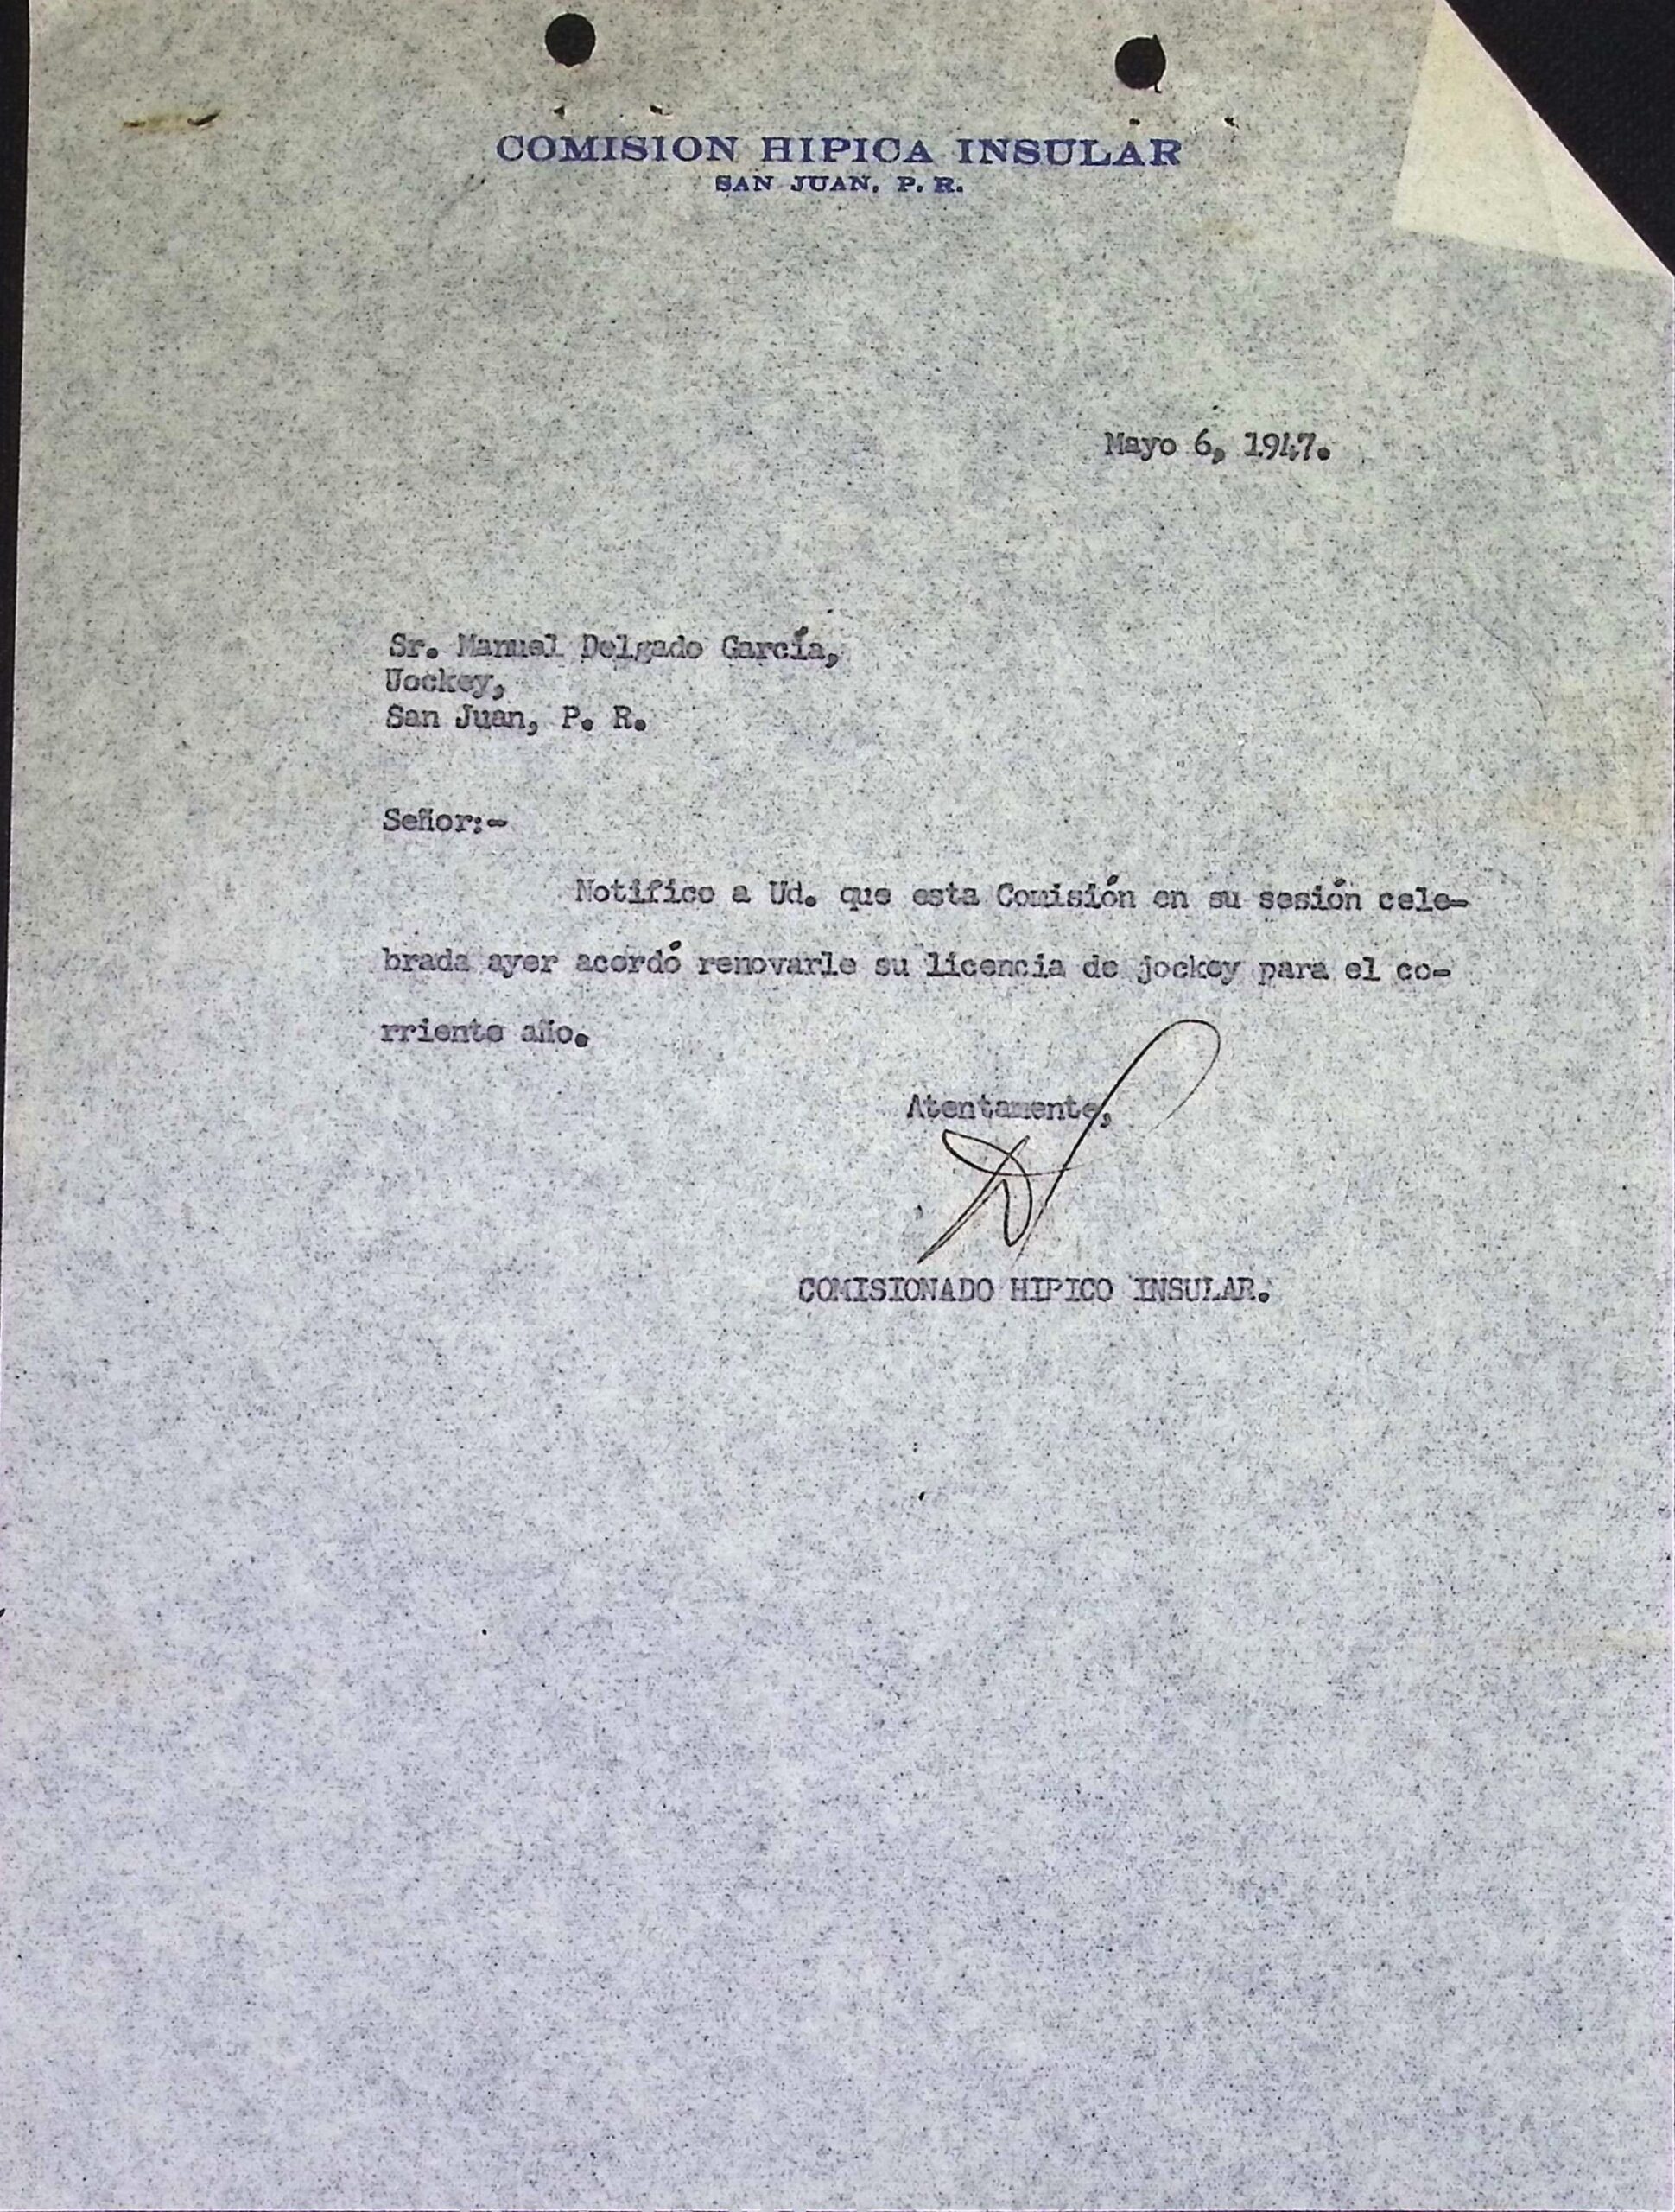 COMISION HIPICA INSULAR
SAN JUAN, P. R.
Mayo 6, 1947.
Sr. Manuel Delgado García,
Jockey,
San Juan, P. R.
Señor:-
Notifico a Ud. que esta Comisión en su sesión cele-
brada ayer acordó renovarle su licencia de jockey para el co-
rriente año.
Atentamente,
COMISIONADO HIPICO INSULAR.